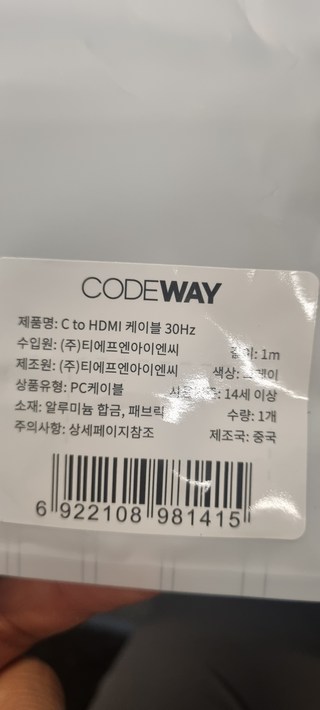 CODEWAY
제품명: C to HDMI 케이블 30Hz
수입원: (주)티에프엔아이엔씨 길이: 1m
제조원: (주)티에프엔아이엔씨 색상:
상품유형: PC케이블 14세 이상
소재: 알루미늄 합금, 패브릭 수량: 1개
주의사항: 상세페이지참조 제조국: 중국
6 922108 981415